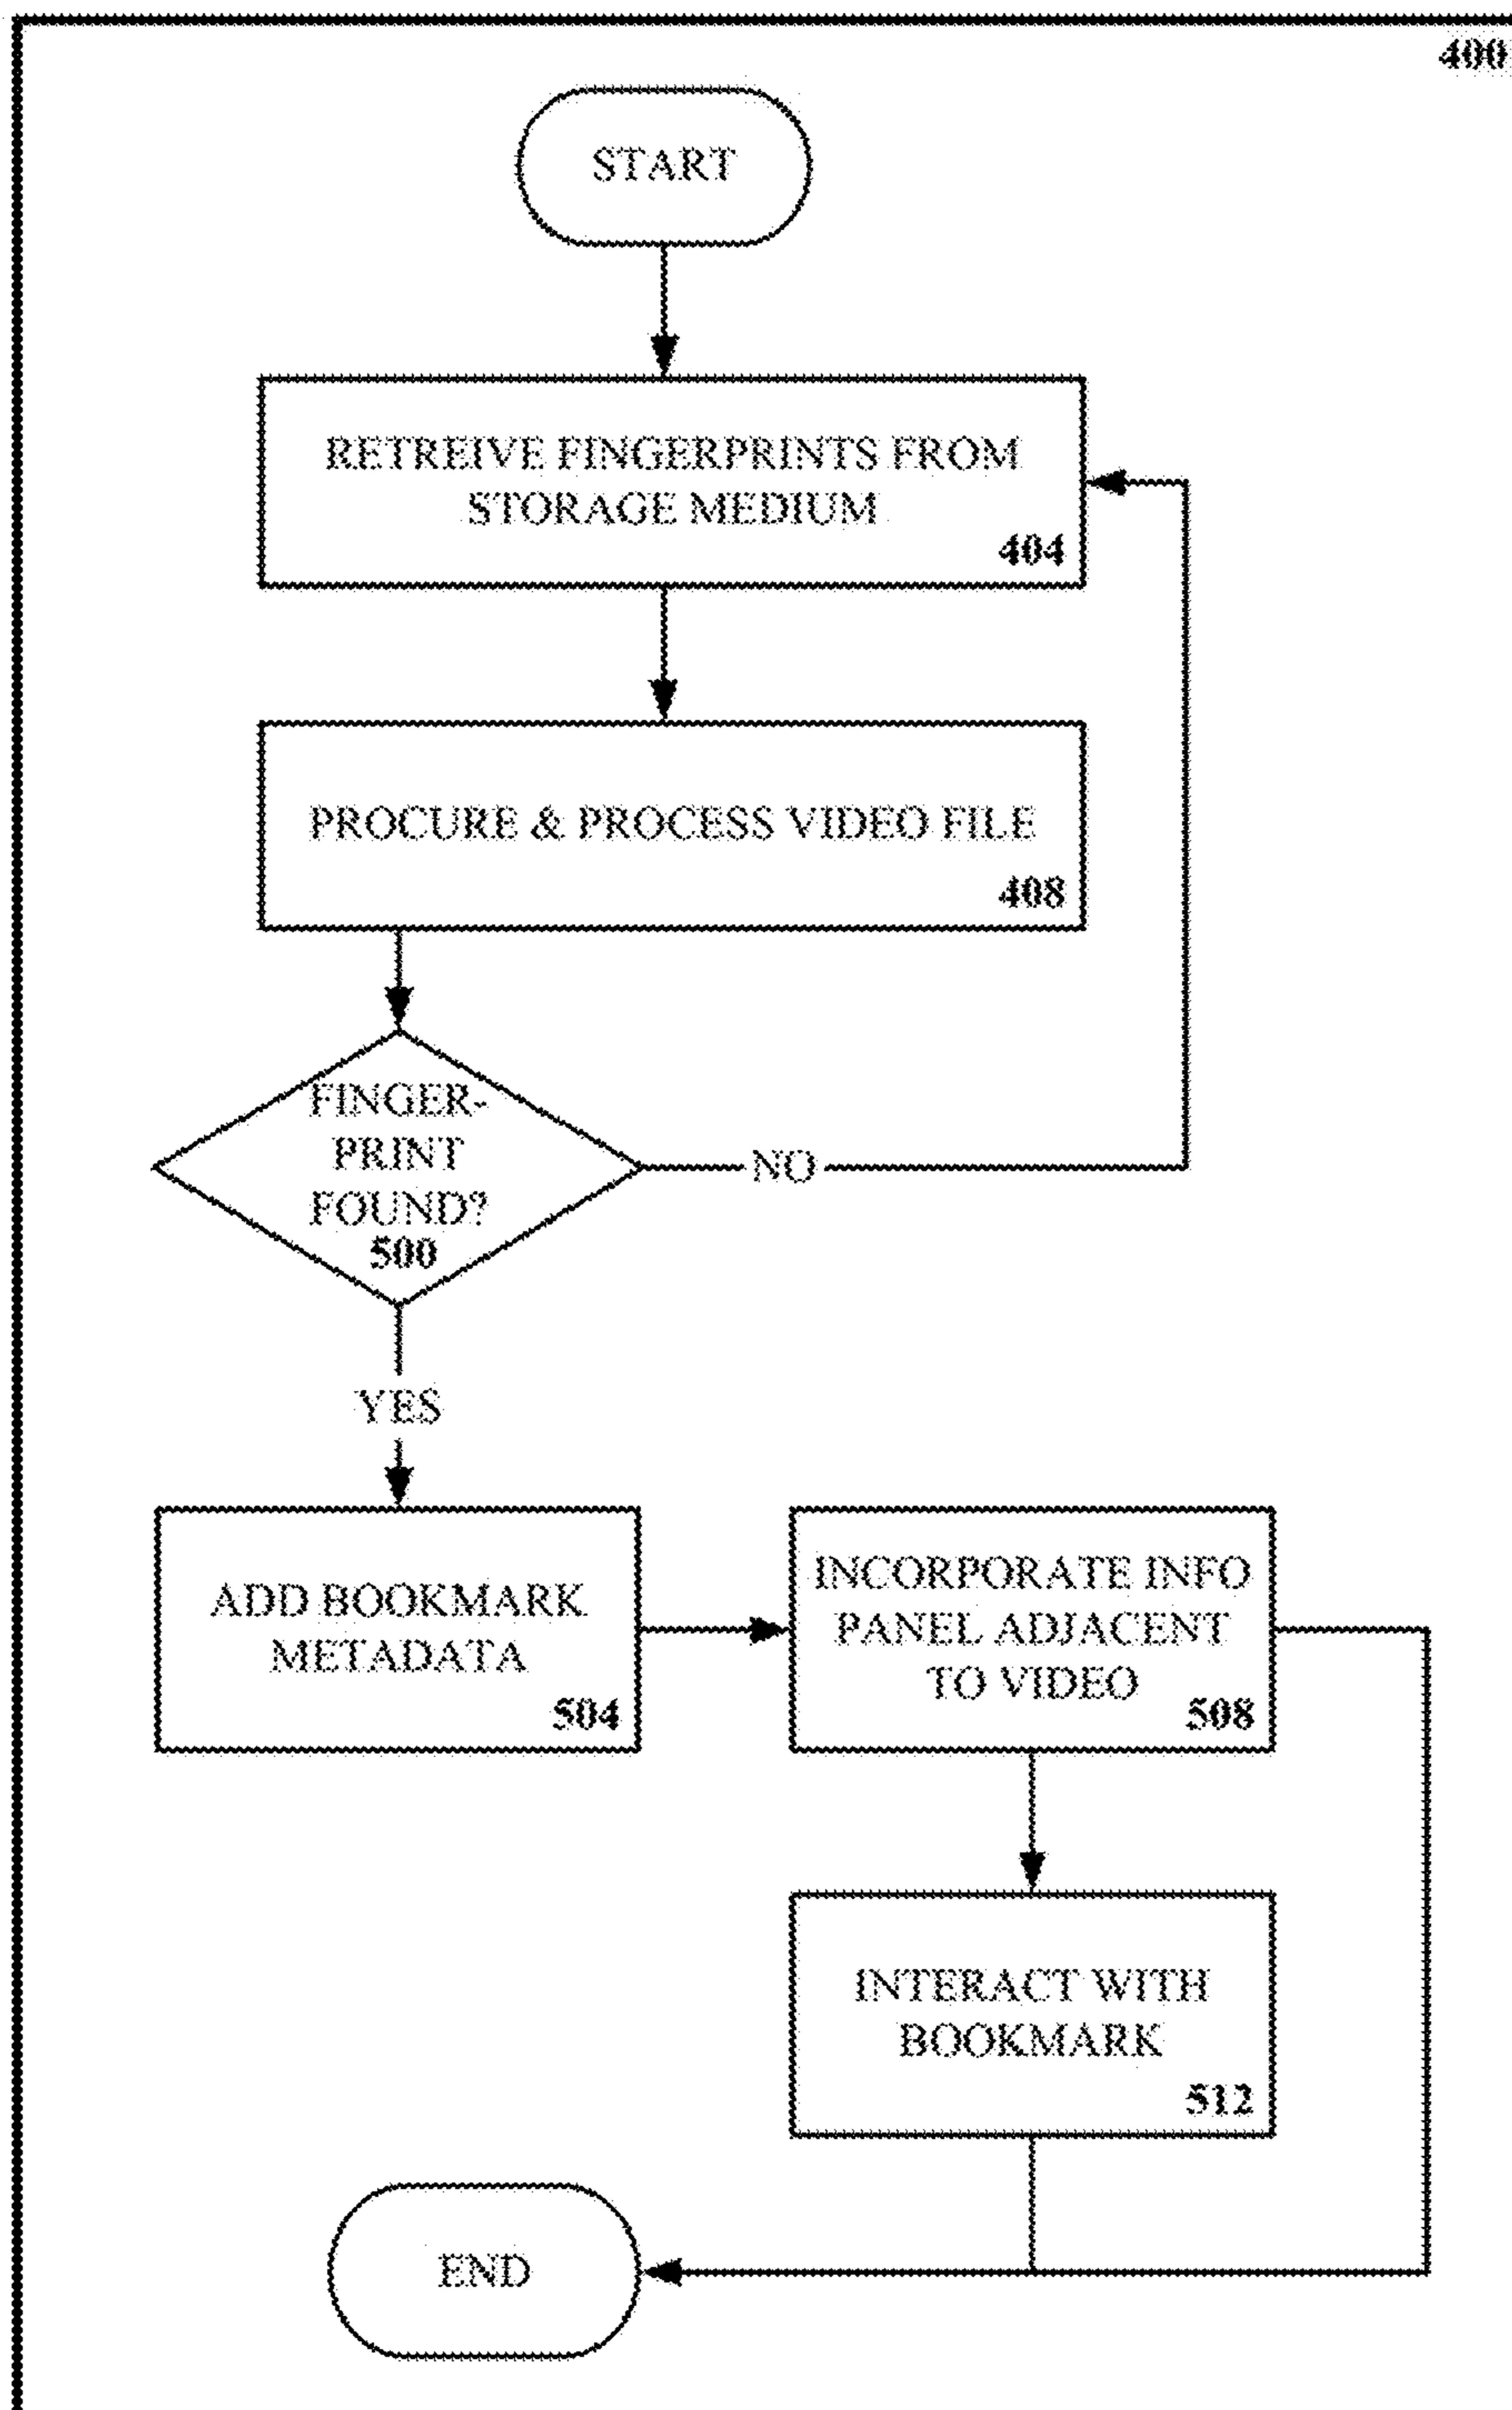 400
START
RETREIVE FINGERPRINTS FROM
STORAGE MEDIUM
404
PROCURE & PROCESS VIDEO FILE
408
FINGER-
PRINT
FOUND?
500
NO
YES
ADD BOOKMARK
METADATA
504
INCORPORATE INFO
PANEL ADJACENT
TO VIDEO
508
INTERACT WITH
BOOKMARK
512
END